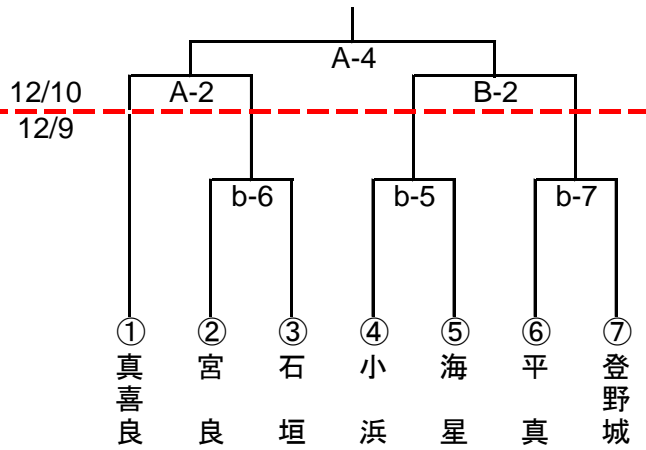 A-4
12/10
A-2
B-2
12/9
b-6
b-5
b-7
① ② ③ ④ ⑤ ⑥ ⑦
真喜良
宮良
石垣
小浜
海星
平真
登野城